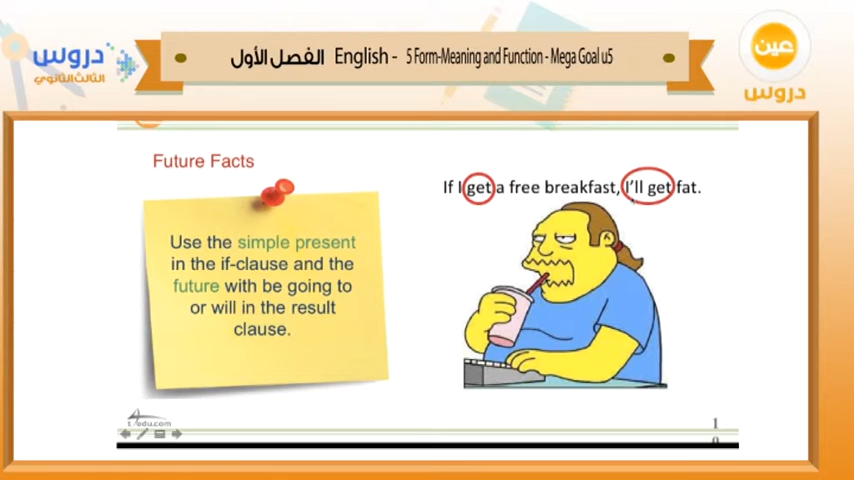 دروس
الثالث الثانوي
الفصل الأول English - 5 Form-Meaning and Function - Mega Goal u5
عين
دروس
Future Facts
Use the simple present
in the if-clause and the
future with be going to
or will in the result
clause.
If I get a free breakfast, I'll get fat.
t4edu.com
1